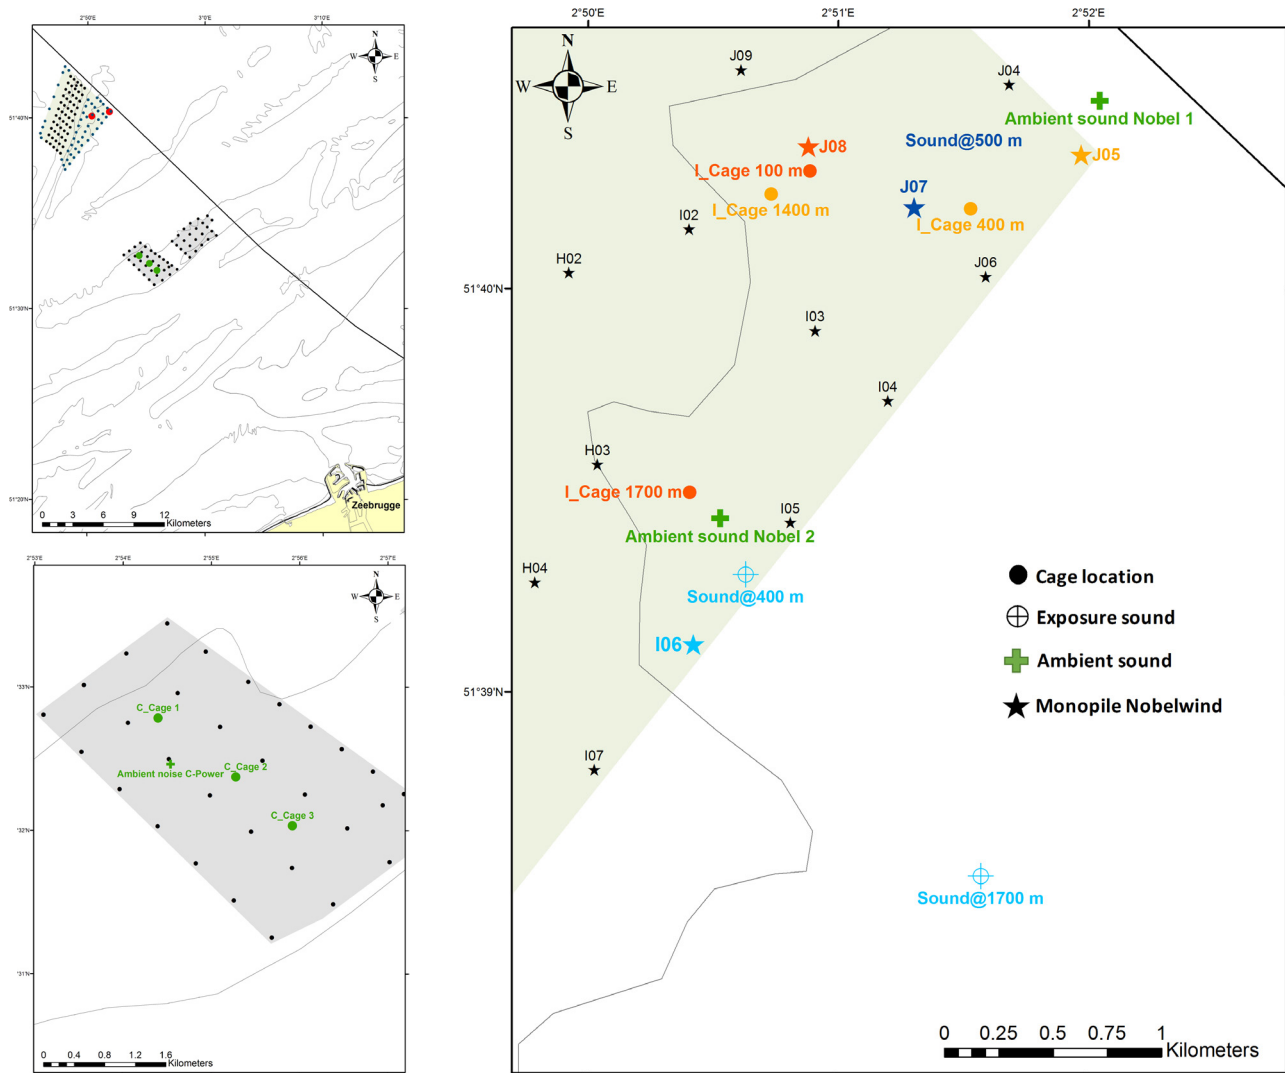 2°50'E 3°0'E 3°10'E
N
W E
S
51°40'N
51°30'N
51°20'N
Zeebrugge
0 3 6 9 12
Kilometers
2°53'E 2°54'E 2°55'E 2°56'E 2°57'E
N
W E
S
°33'N
C_Cage 1
Ambient noise C-Power
C_Cage 2
°32'N
C_Cage 3
°31'N
0 0.4 0.8 1.2 1.6
Kilometers
2°50'E 2°51'E 2°52'E
N
W E
S
J09
J04
Ambient sound Nobel 1
Sound@500 m
J08
J05
I_Cage 100 m
J07
I_Cage 1400 m
I_Cage 400 m
I02
H02
J06
51°40'N
I03
I04
H03
I_Cage 1700 m
I05
Ambient sound Nobel 2
H04
Sound@400 m
I06
51°39'N
I07
Sound@1700 m
Cage location
Exposure sound
Ambient sound
Monopile Nobelwind
0 0.25 0.5 0.75 1
Kilometers